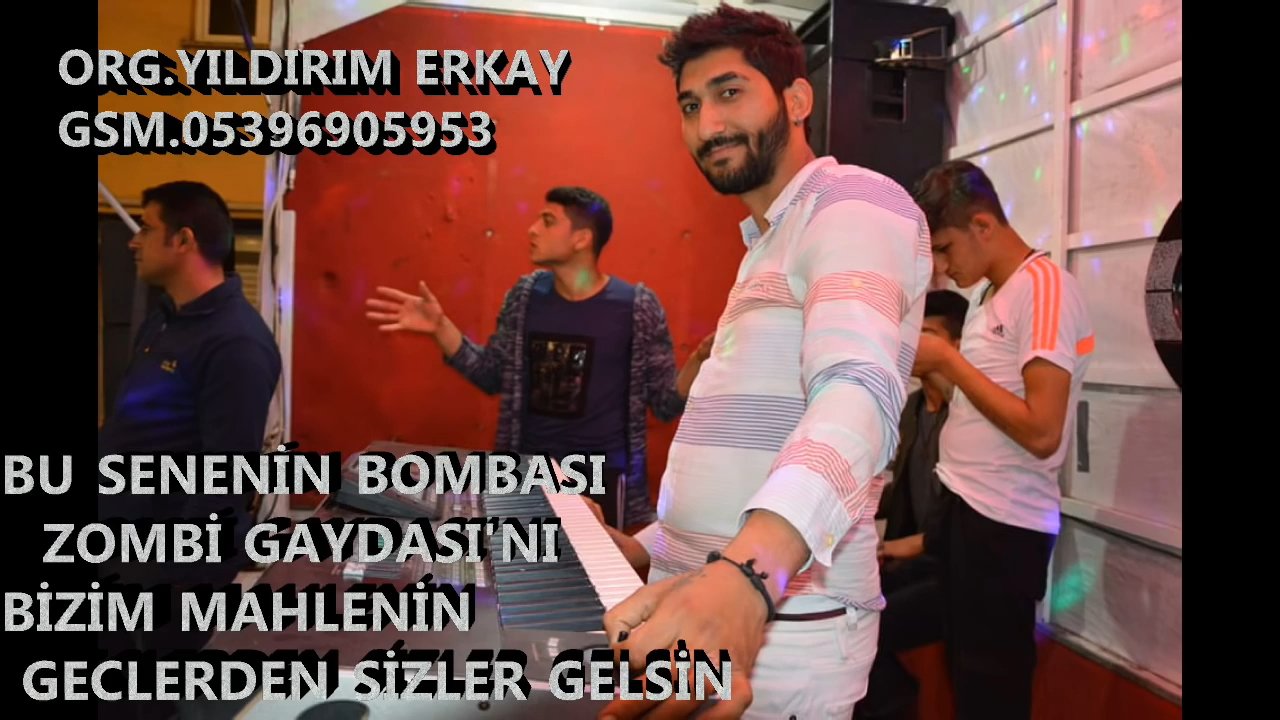 ORG.YILDIRIM ERKAY
GSM.05396905953
BU SENENİN BOMBASI
ZOMBİ GAYDASI'NI
BİZİM MAHLENİN
GECLERDEN SİZLER GELSİN